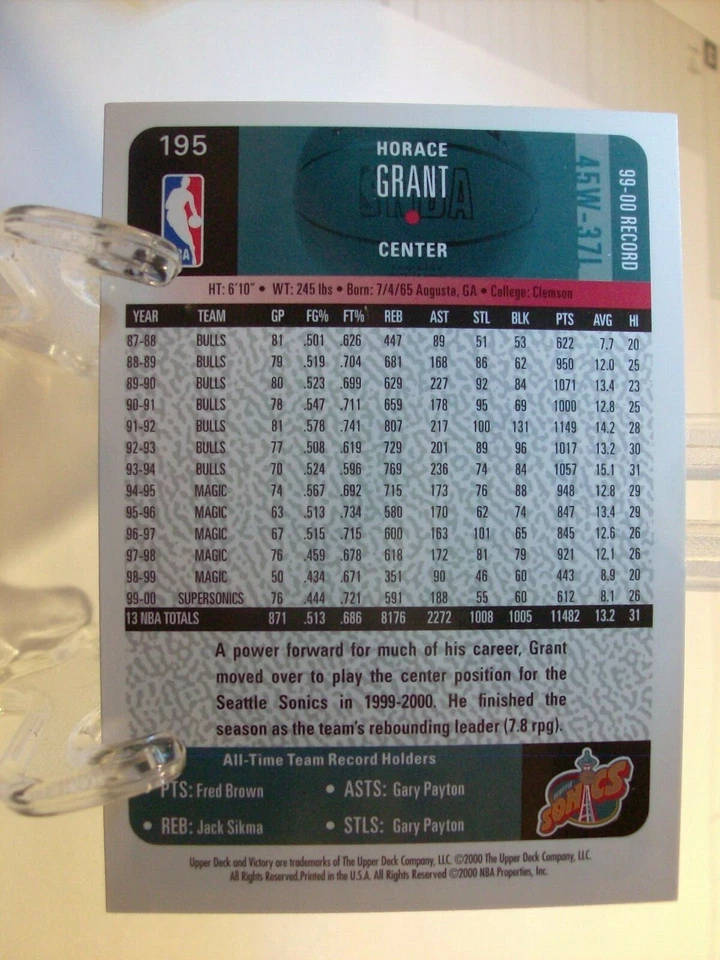 195
HORACE
GRANT
CENTER
45W-37L
99-00 RECORD
HT: 6'10" • WT: 245 lbs • Born: 7/4/65 Augusta, GA • College: Clemson
YEAR TEAM GP FG% FT% REB AST STL BLK PTS AVG HI
87-88 BULLS 81 .501 .626 447 89 51 53 622 7.7 20
88-89 BULLS 79 .519 .704 681 168 86 62 950 12.0 25
89-90 BULLS 80 .523 .699 629 227 92 84 1071 13.4 23
90-91 BULLS 78 .547 .711 659 178 95 69 1000 12.8 25
91-92 BULLS 81 .578 .741 807 217 100 131 1149 14.2 28
92-93 BULLS 77 .508 .619 729 201 89 96 1017 13.2 30
93-94 BULLS 70 .524 .596 769 236 74 84 1057 15.1 31
94-95 MAGIC 74 .567 .692 715 173 76 88 948 12.8 29
95-96 MAGIC 63 .513 .734 580 170 62 74 847 13.4 29
96-97 MAGIC 67 .515 .715 600 163 101 65 845 12.6 26
97-98 MAGIC 76 .459 .678 618 172 81 79 921 12.1 26
98-99 MAGIC 50 .434 .671 351 90 46 60 443 8.9 20
99-00 SUPERSONICS 76 .444 .721 591 188 55 60 612 8.1 26
13 NBA TOTALS 871 .513 .686 8176 2272 1008 1005 11482 13.2 31
A power forward for much of his career, Grant
moved over to play the center position for the
Seattle Sonics in 1999-2000. He finished the
season as the team's rebounding leader (7.8 rpg).
All-Time Team Record Holders
PTS: Fred Brown • ASTS: Gary Payton
• REB: Jack Sikma • STLS: Gary Payton
SONICS
Upper Deck and Victory are trademarks of The Upper Deck Company, LLC. ©2000 The Upper Deck Company, LLC.
All Rights Reserved.Printed in the U.S.A. All Rights Reserved ©2000 NBA Properties, Inc.